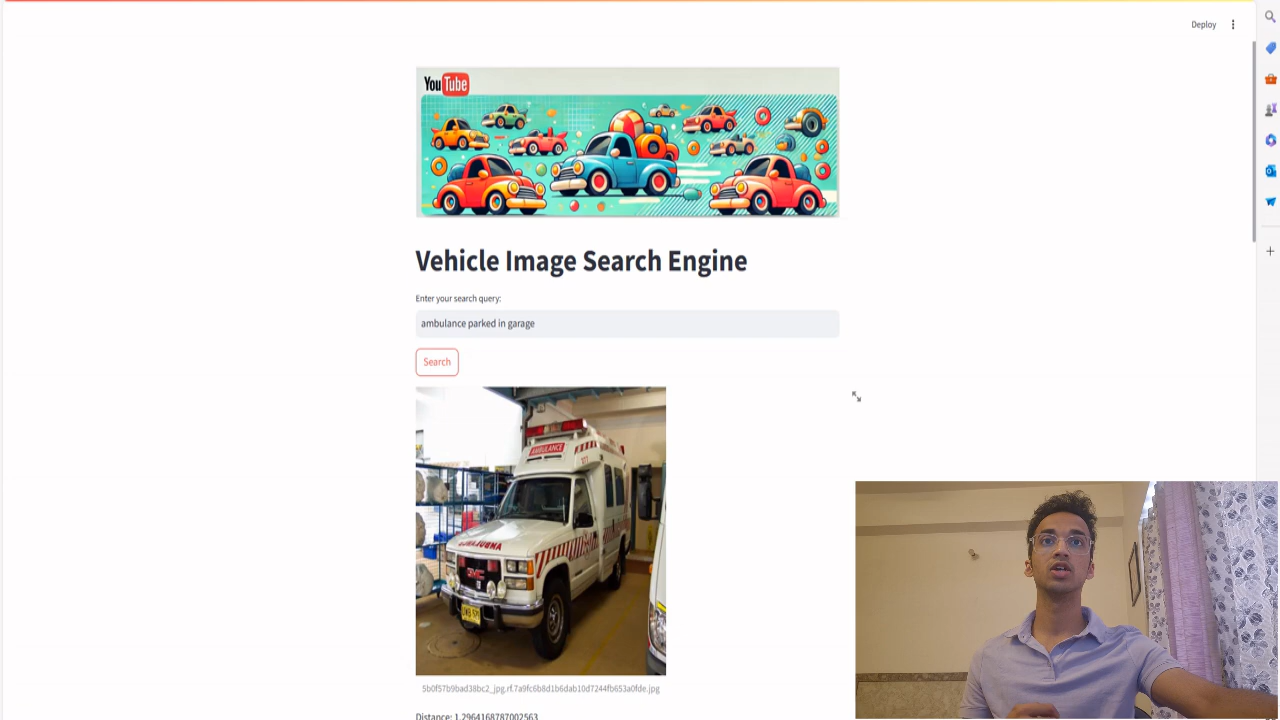 Deploy
YouTube
Vehicle Image Search Engine
Enter your search query:
ambulance parked in garage
Search
AMBULANCE
GMC
5b0f57b9bad38bc2_jpg.rf.7a9fc6b8d1b6dab10d7244fb653a0fde.jpg
Distance: 1.2964168787002563